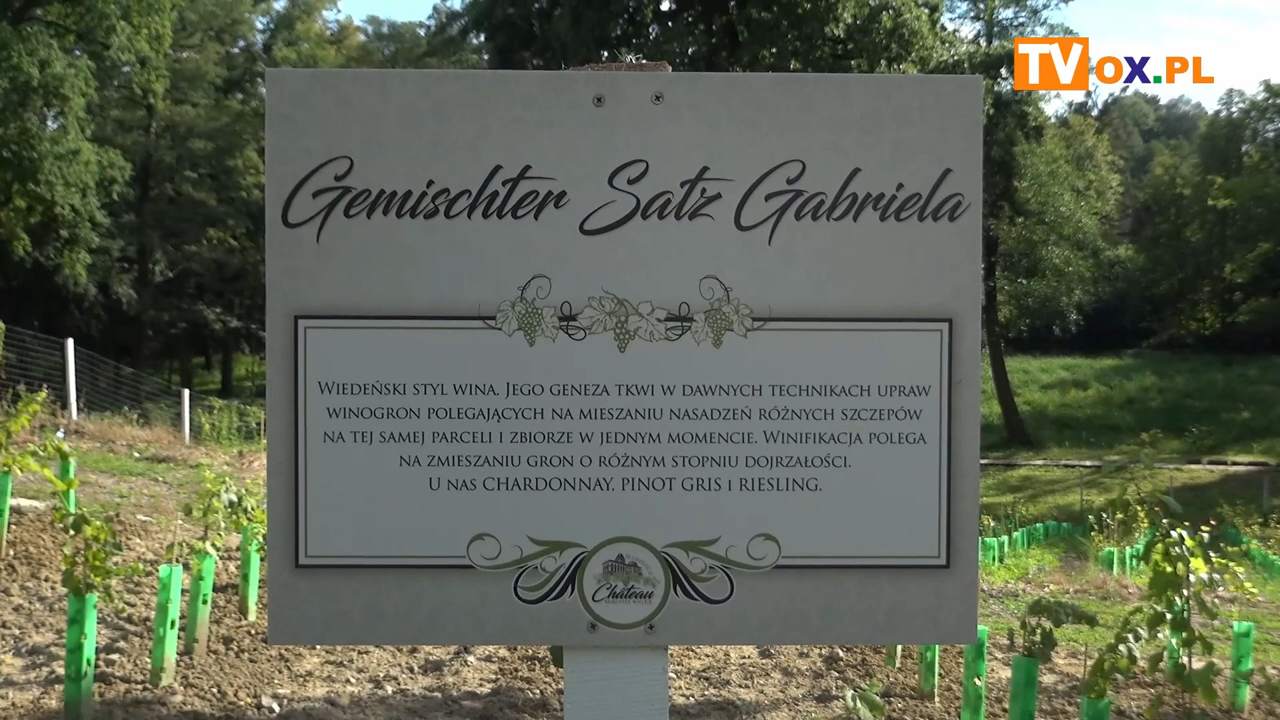 TVOX.PL
Gemischter Satz Gabriela
WIEDEŃSKI STYL WINA. JEGO GENEZA TKWI W DAWNYCH TECHNIKACH UPRAW
WINOGRON POLEGAJĄCYCH NA MIESZANIU NASADZEŃ RÓŻNYCH SZCZEPÓW
NA TEJ SAMEJ PARCELI I ZBIORZE W JEDNYM MOMENCIE. WINIFIKACJA POLEGA
NA ZMIESZANIU GRON O RÓŻNYM STOPNIU DOJRZAŁOŚCI.
U NAS CHARDONNAY, PINOT GRIS I RIESLING.
Château